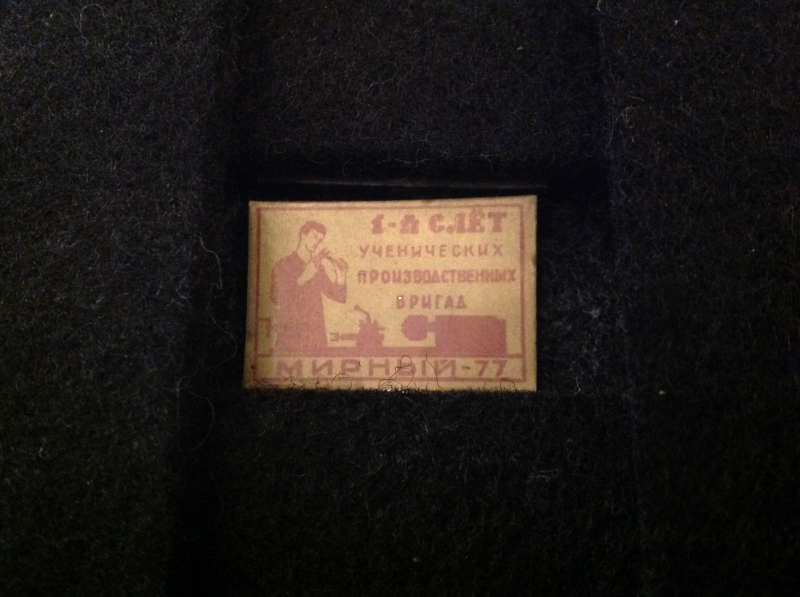 1-й СЛЁТ
УЧЕНИЧЕСКИХ
ПРОИЗВОДСТВЕННЫХ
БРИГАД
МИРНЫЙ-77